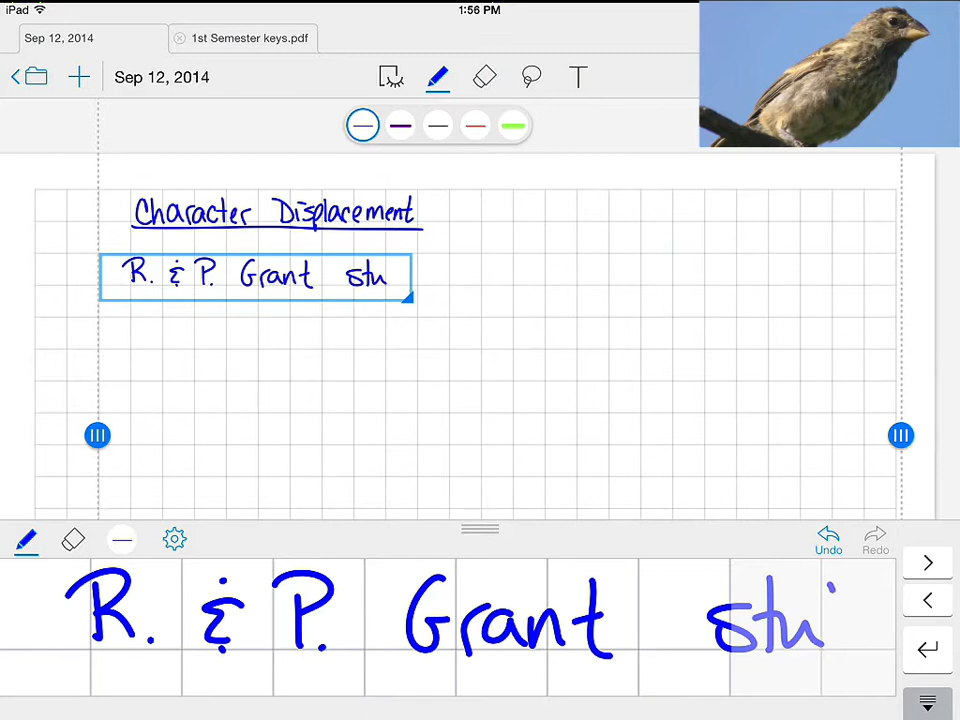 iPad 1:56 PM
Sep 12, 2014 1st Semester keys.pdf
Sep 12, 2014 T
Character Displacement
R. & P. Grant stu
Undo Redo
R. & P. Grant stu